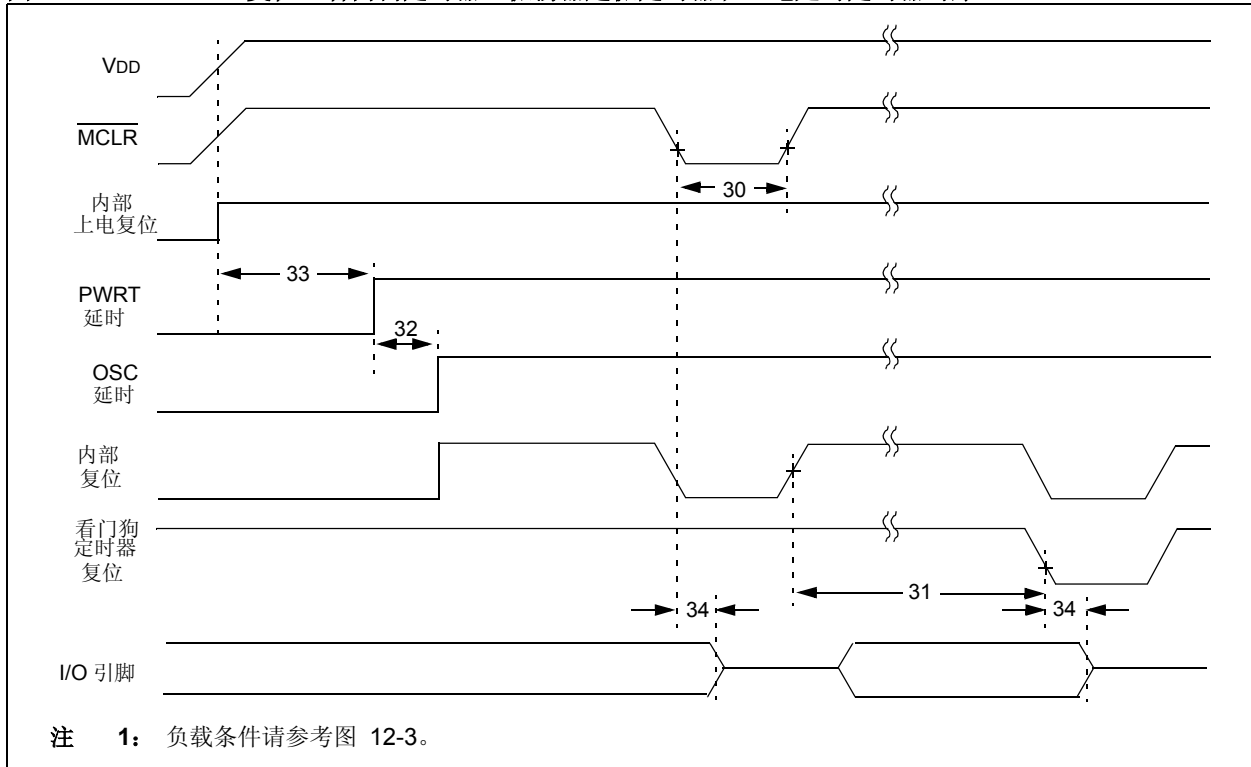 VDD
MCLR
30
内部
上电复位
33
PWRT
延时
32
OSC
延时
内部
复位
看门狗
定时器
复位
31
34
34
I/O 引脚
注 1： 负载条件请参考图 12-3。